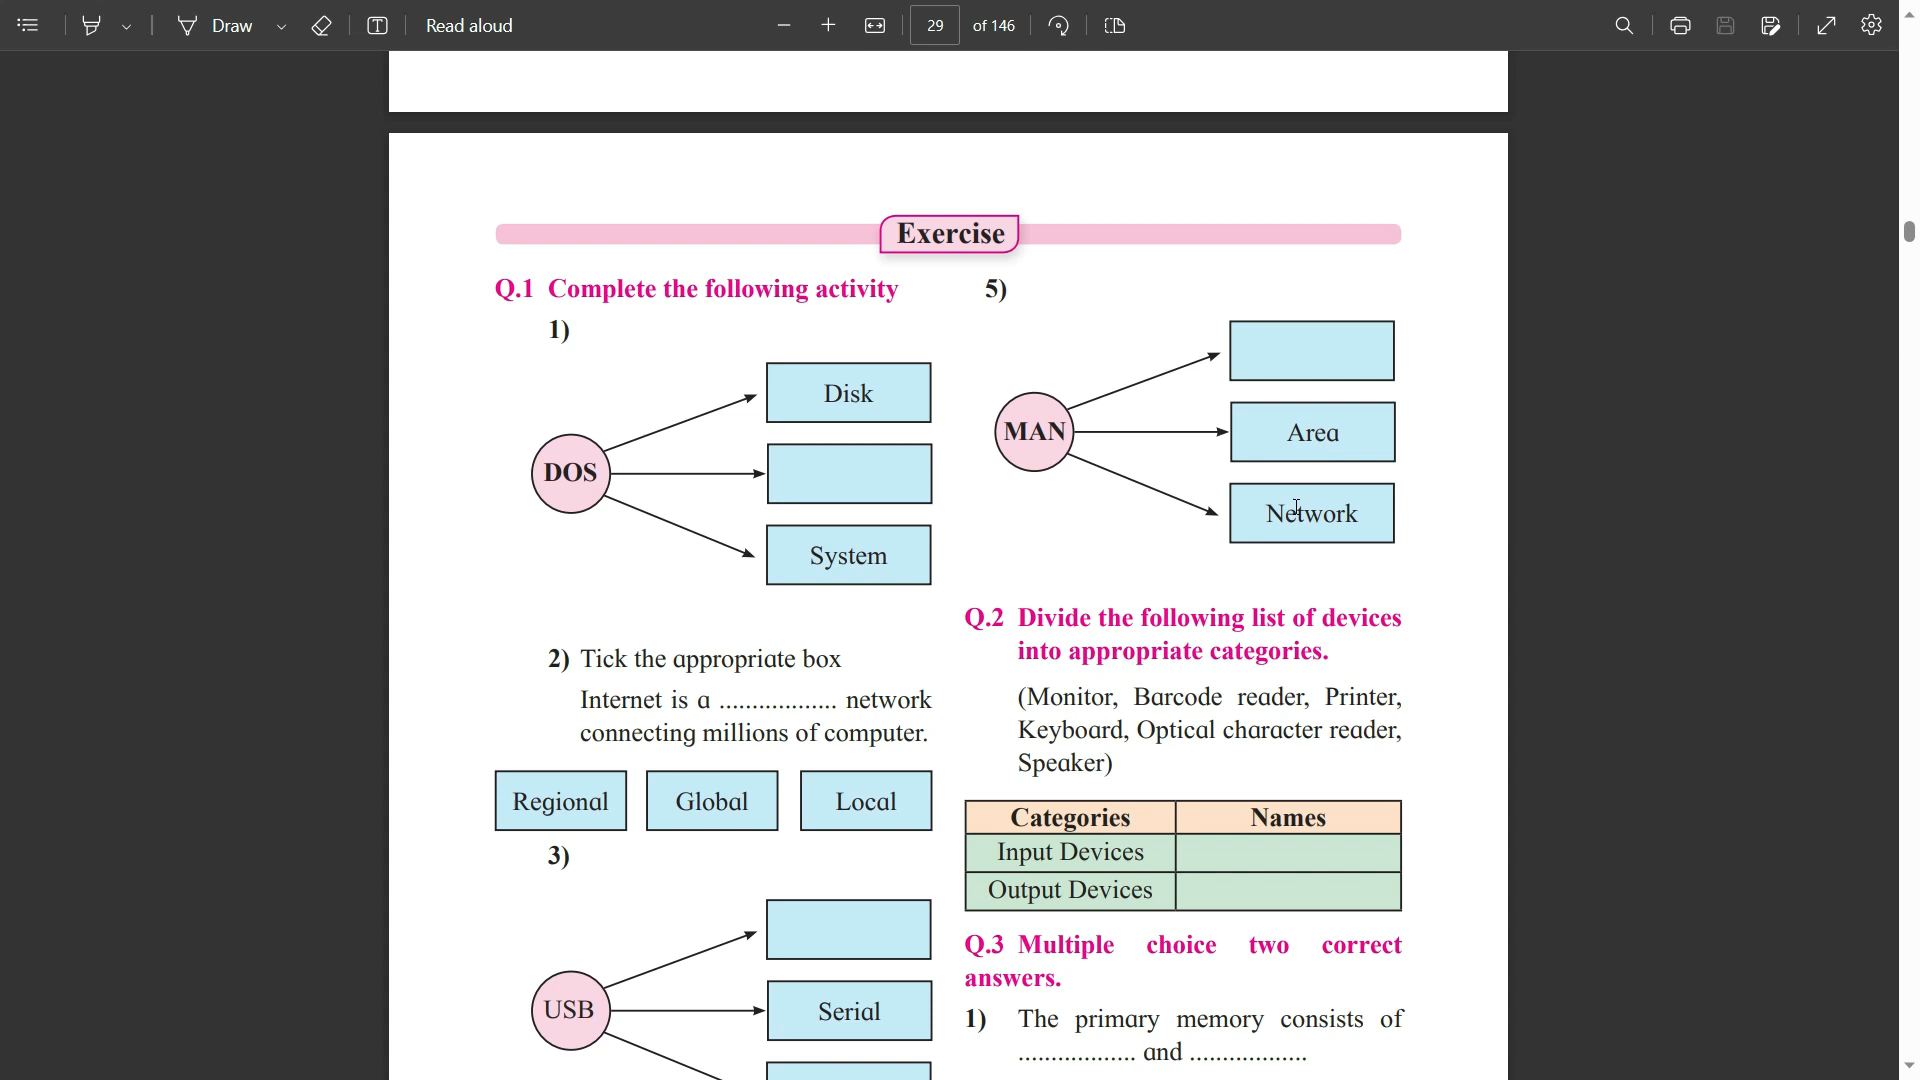 Draw
Read aloud
29 of 146
Exercise
Q.1 Complete the following activity
1)
DOS
Disk
System
2) Tick the appropriate box
Internet is a .................. network
connecting millions of computer.
Regional Global Local
3)
USB
Serial
5)
MAN
Area
Network
Q.2 Divide the following list of devices
into appropriate categories.
(Monitor, Barcode reader, Printer,
Keyboard, Optical character reader,
Speaker)
Categories Names
Input Devices
Output Devices
Q.3 Multiple choice two correct
answers.
1) The primary memory consists of
.................. and ..................